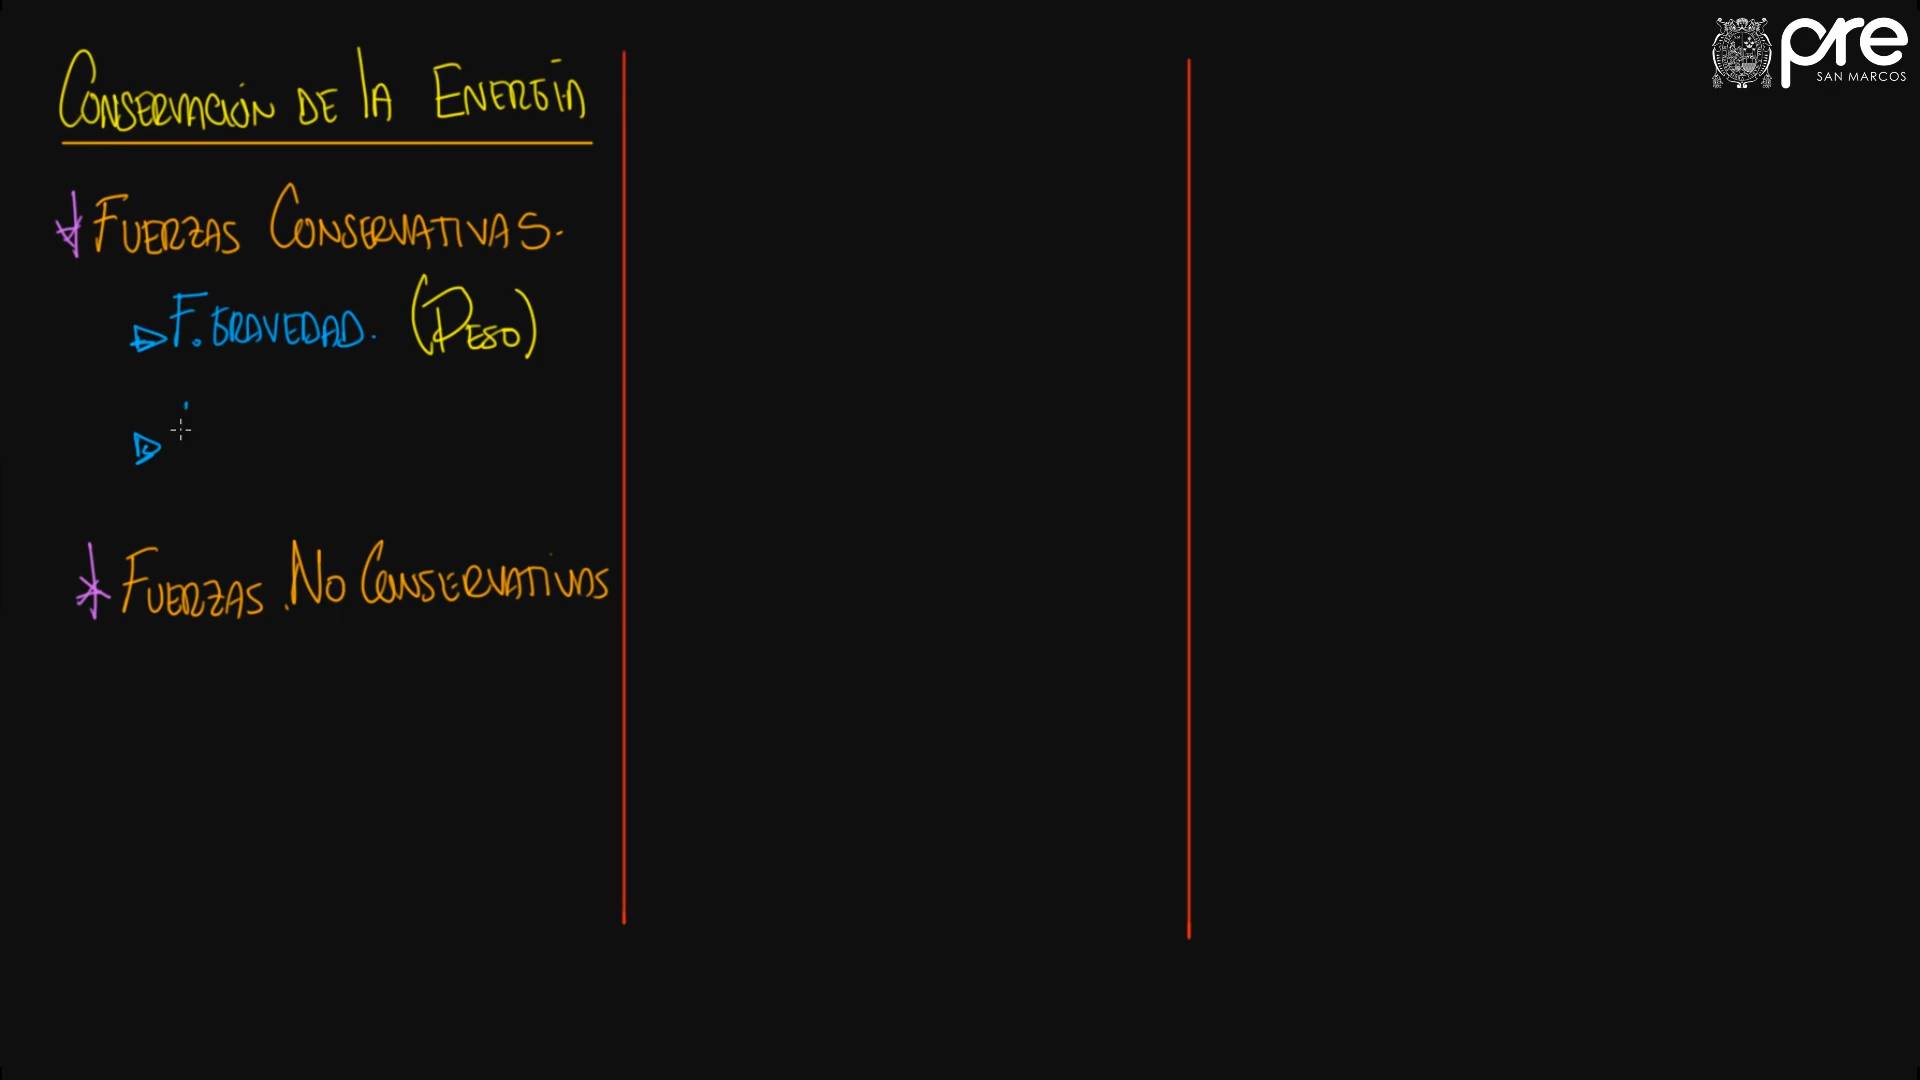 CONSERVACIÓN DE LA ENERGÍA
* FUERZAS CONSERVATIVAS.
▷ F. GRAVEDAD. (PESO)
▷
* FUERZAS NO CONSERVATIVAS
pre
SAN MARCOS